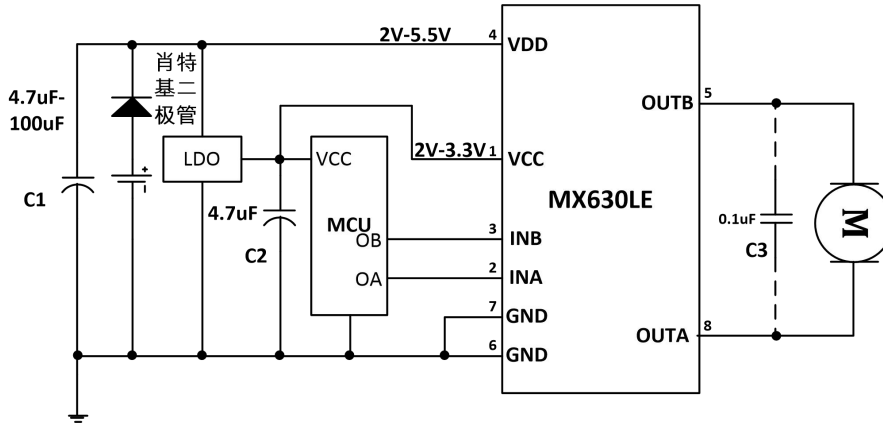 2V-5.5V
4
VDD
肖特
基二
极管
4.7uF-
100uF
5
OUTB
LDO
VCC
2V-3.3V
1
VCC
+
MX630LE
C1
4.7uF
C2
MCU
OB
3
INB
0.1uF
C3
M
OA
2
INA
7
GND
8
OUTA
6
GND